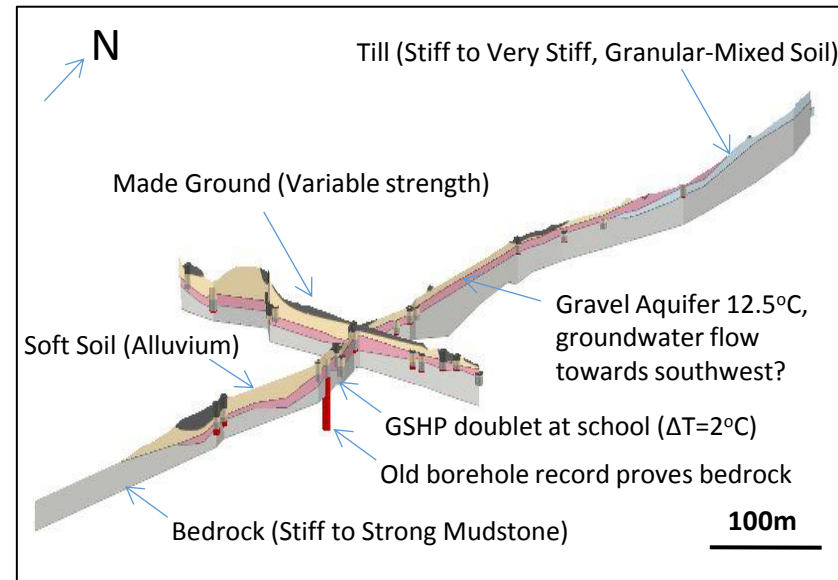 N
Till (Stiff to Very Stiff, Granular-Mixed Soil)
Made Ground (Variable strength)
Gravel Aquifer 12.5°C,
groundwater flow
towards southwest?
Soft Soil (Alluvium)
GSHP doublet at school (ΔT=2°C)
Old borehole record proves bedrock
Bedrock (Stiff to Strong Mudstone)
100m